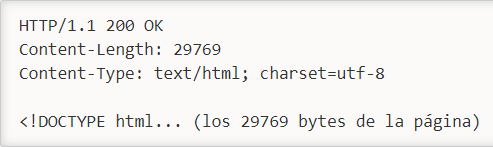 HTTP/1.1 200 OK
Content-Length: 29769
Content-Type: text/html; charset=utf-8

<!DOCTYPE html... (los 29769 bytes de la página)